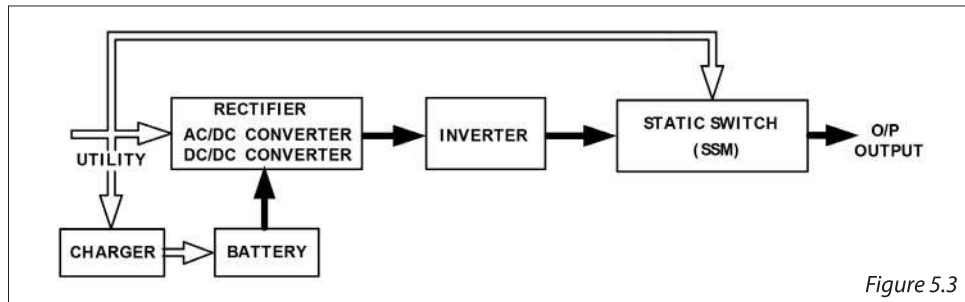 RECTIFIER
AC/DC CONVERTER
DC/DC CONVERTER
INVERTER
STATIC SWITCH
(SSM)
O/P
OUTPUT
UTILITY
CHARGER
BATTERY
Figure 5.3